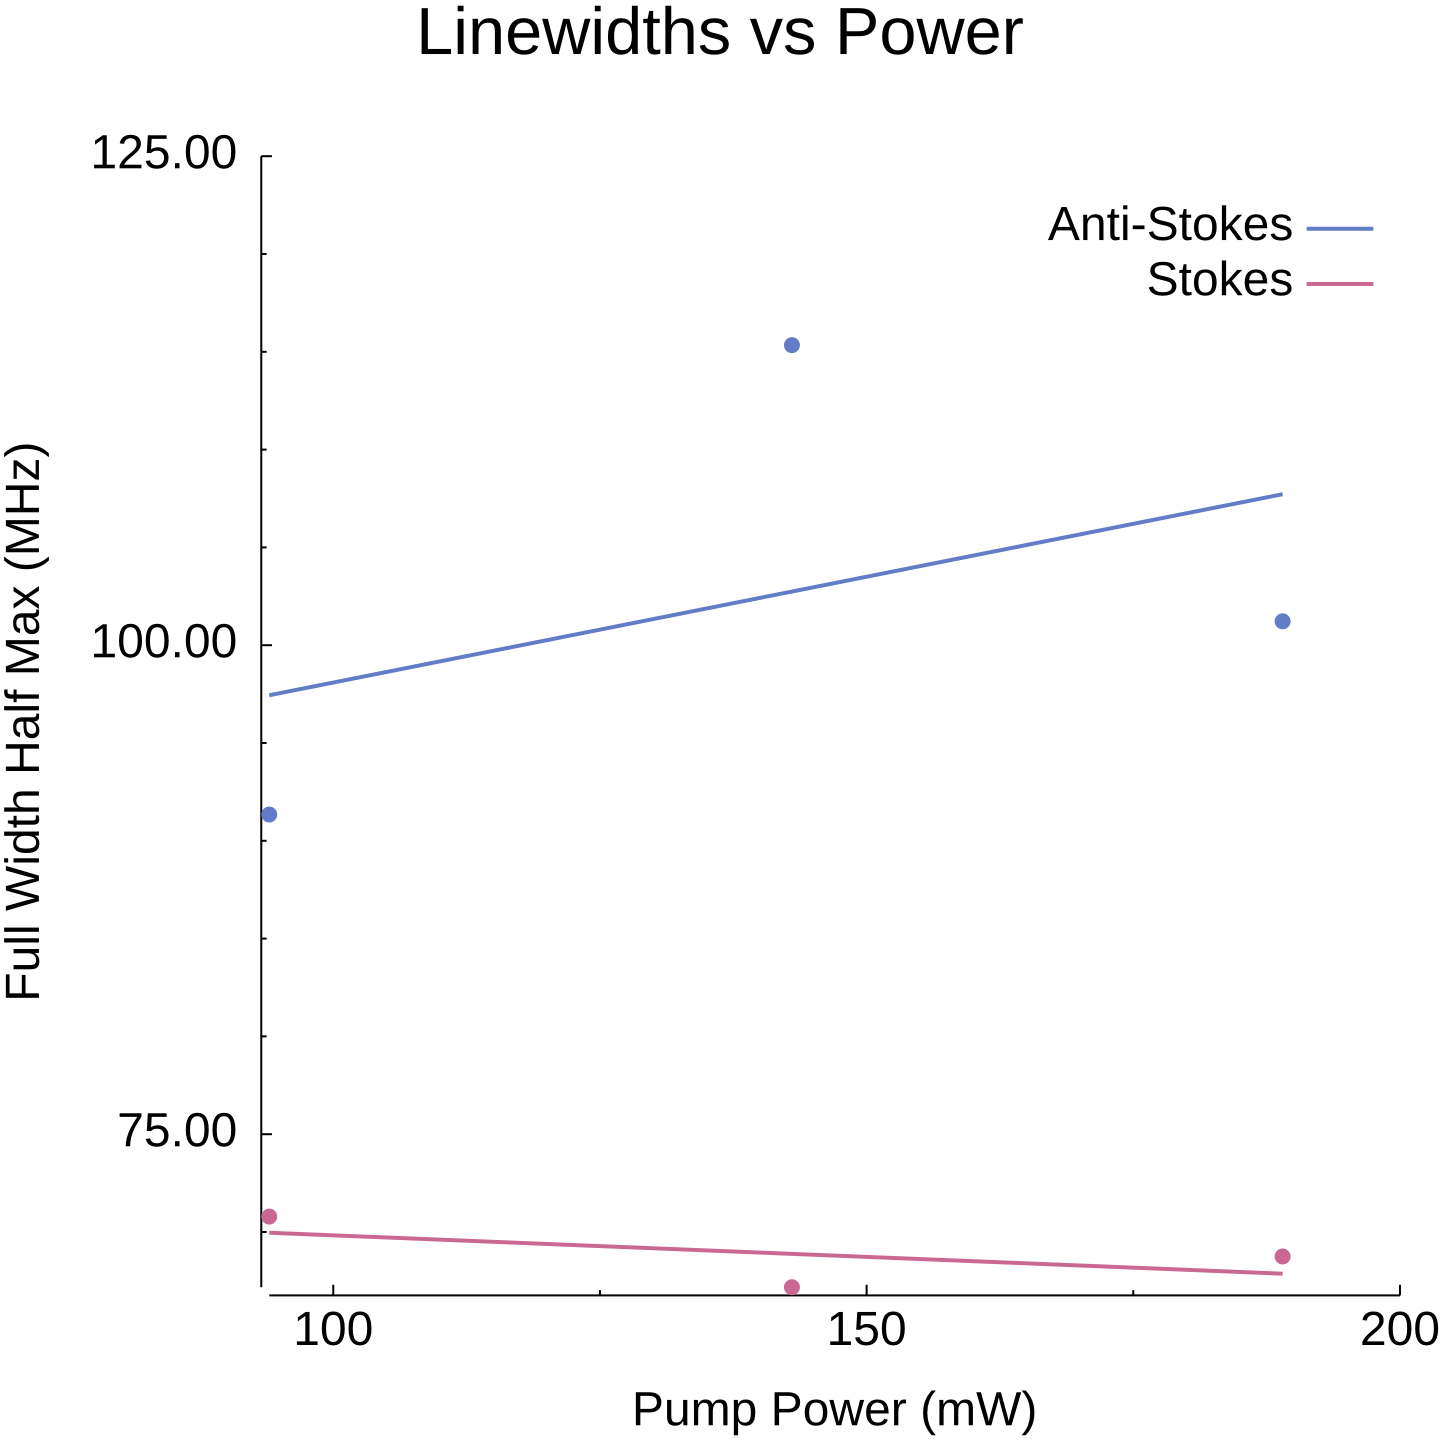 Linewidths vs Power
125.00
Anti-Stokes
Stokes
Full Width Half Max (MHz)
100.00
75.00
100 150 200
Pump Power (mW)